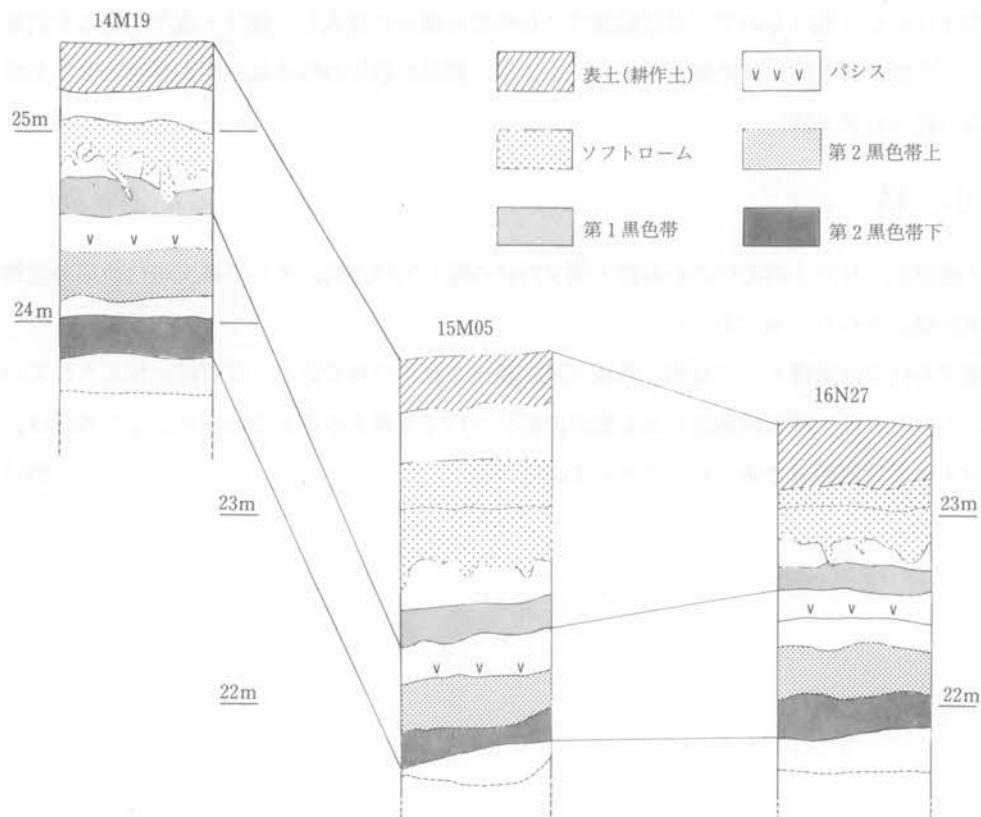 14M19
25m
24m
表土(耕作土)
パシス
ソフトローム
第2黒色帯上
第1黒色帯
第2黒色帯下
15M05
23m
22m
16N27
23m
22m